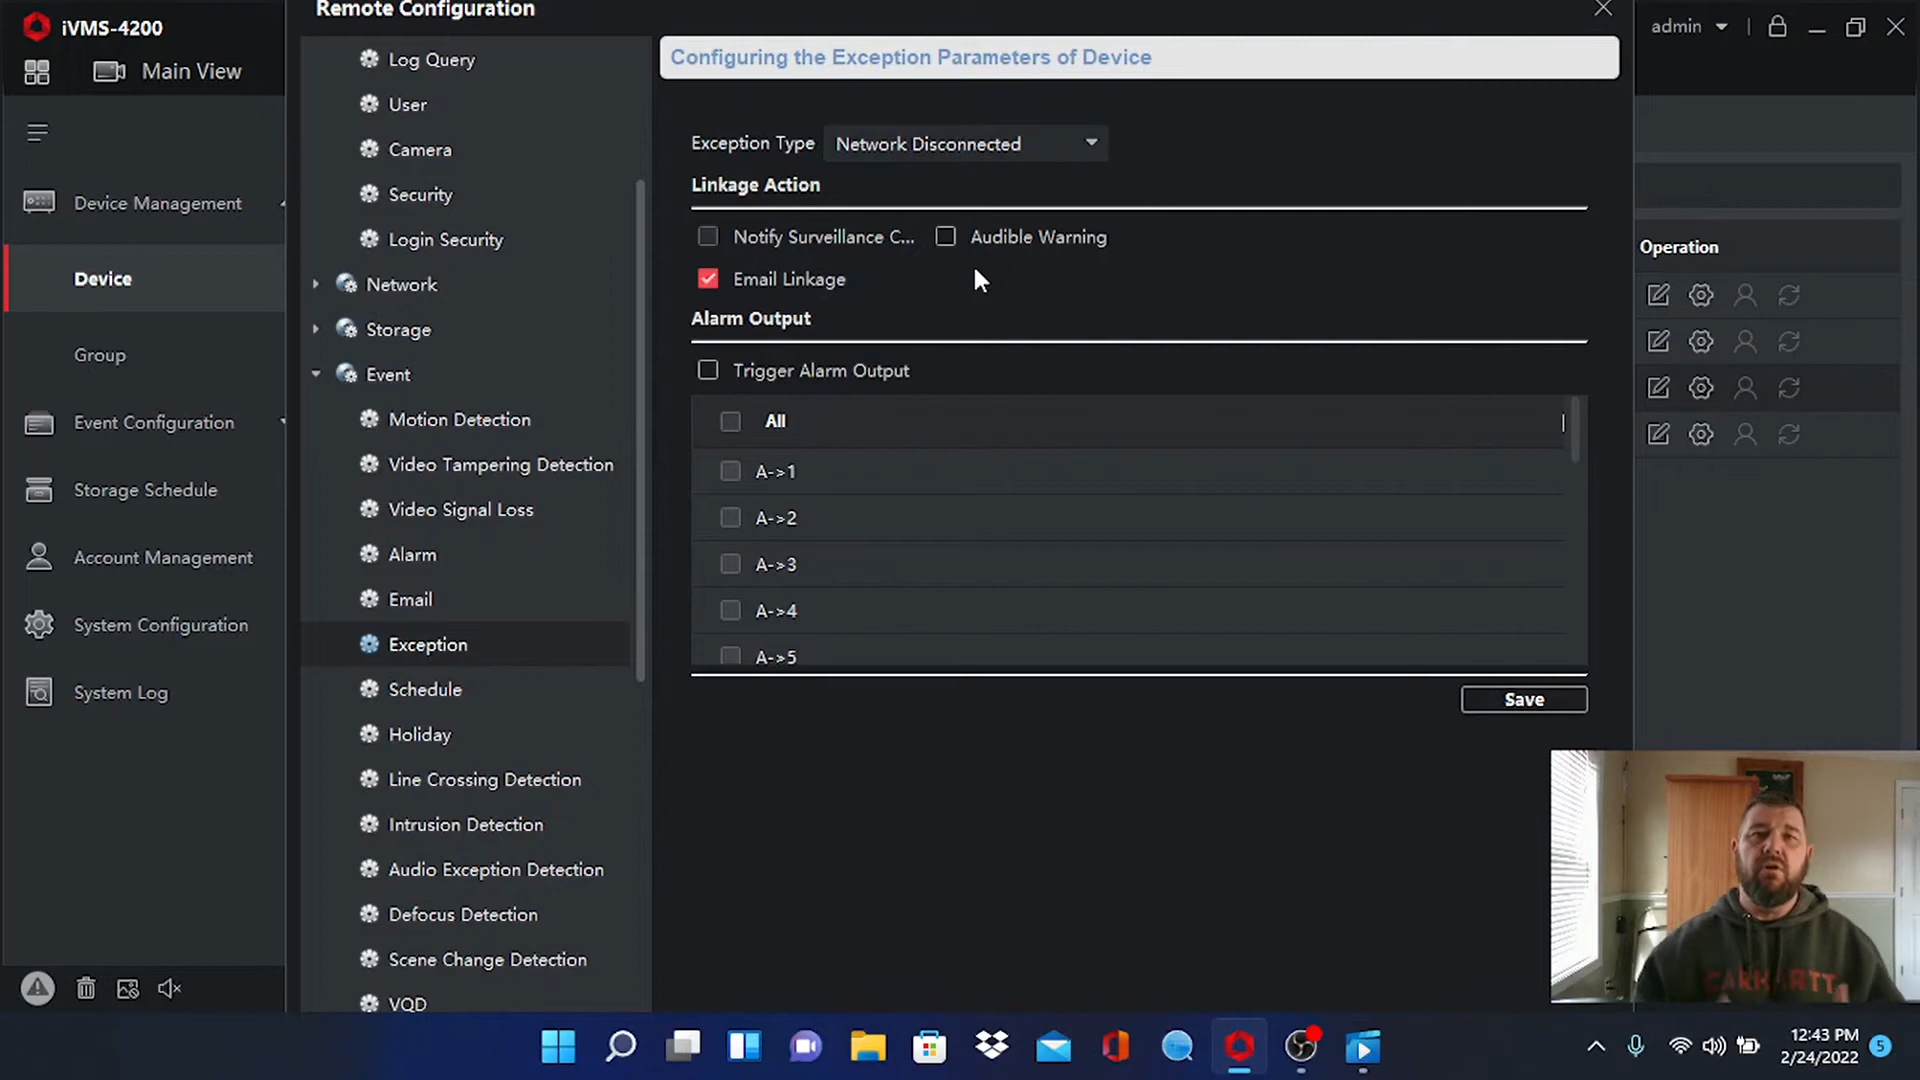 iVMS-4200
Remote Configuration
admin
Main View
Device Management
Device
Group
Event Configuration
Storage Schedule
Account Management
System Configuration
System Log
Log Query
User
Camera
Security
Login Security
Network
Storage
Event
Motion Detection
Video Tampering Detection
Video Signal Loss
Alarm
Email
Exception
Schedule
Holiday
Line Crossing Detection
Intrusion Detection
Audio Exception Detection
Defocus Detection
Scene Change Detection
VQD
Configuring the Exception Parameters of Device
Exception Type Network Disconnected
Linkage Action
Notify Surveillance C... Audible Warning
Email Linkage
Alarm Output
Trigger Alarm Output
All
A->1
A->2
A->3
A->4
A->5
Save
Operation
CARHARTT
12:43 PM
2/24/2022
5